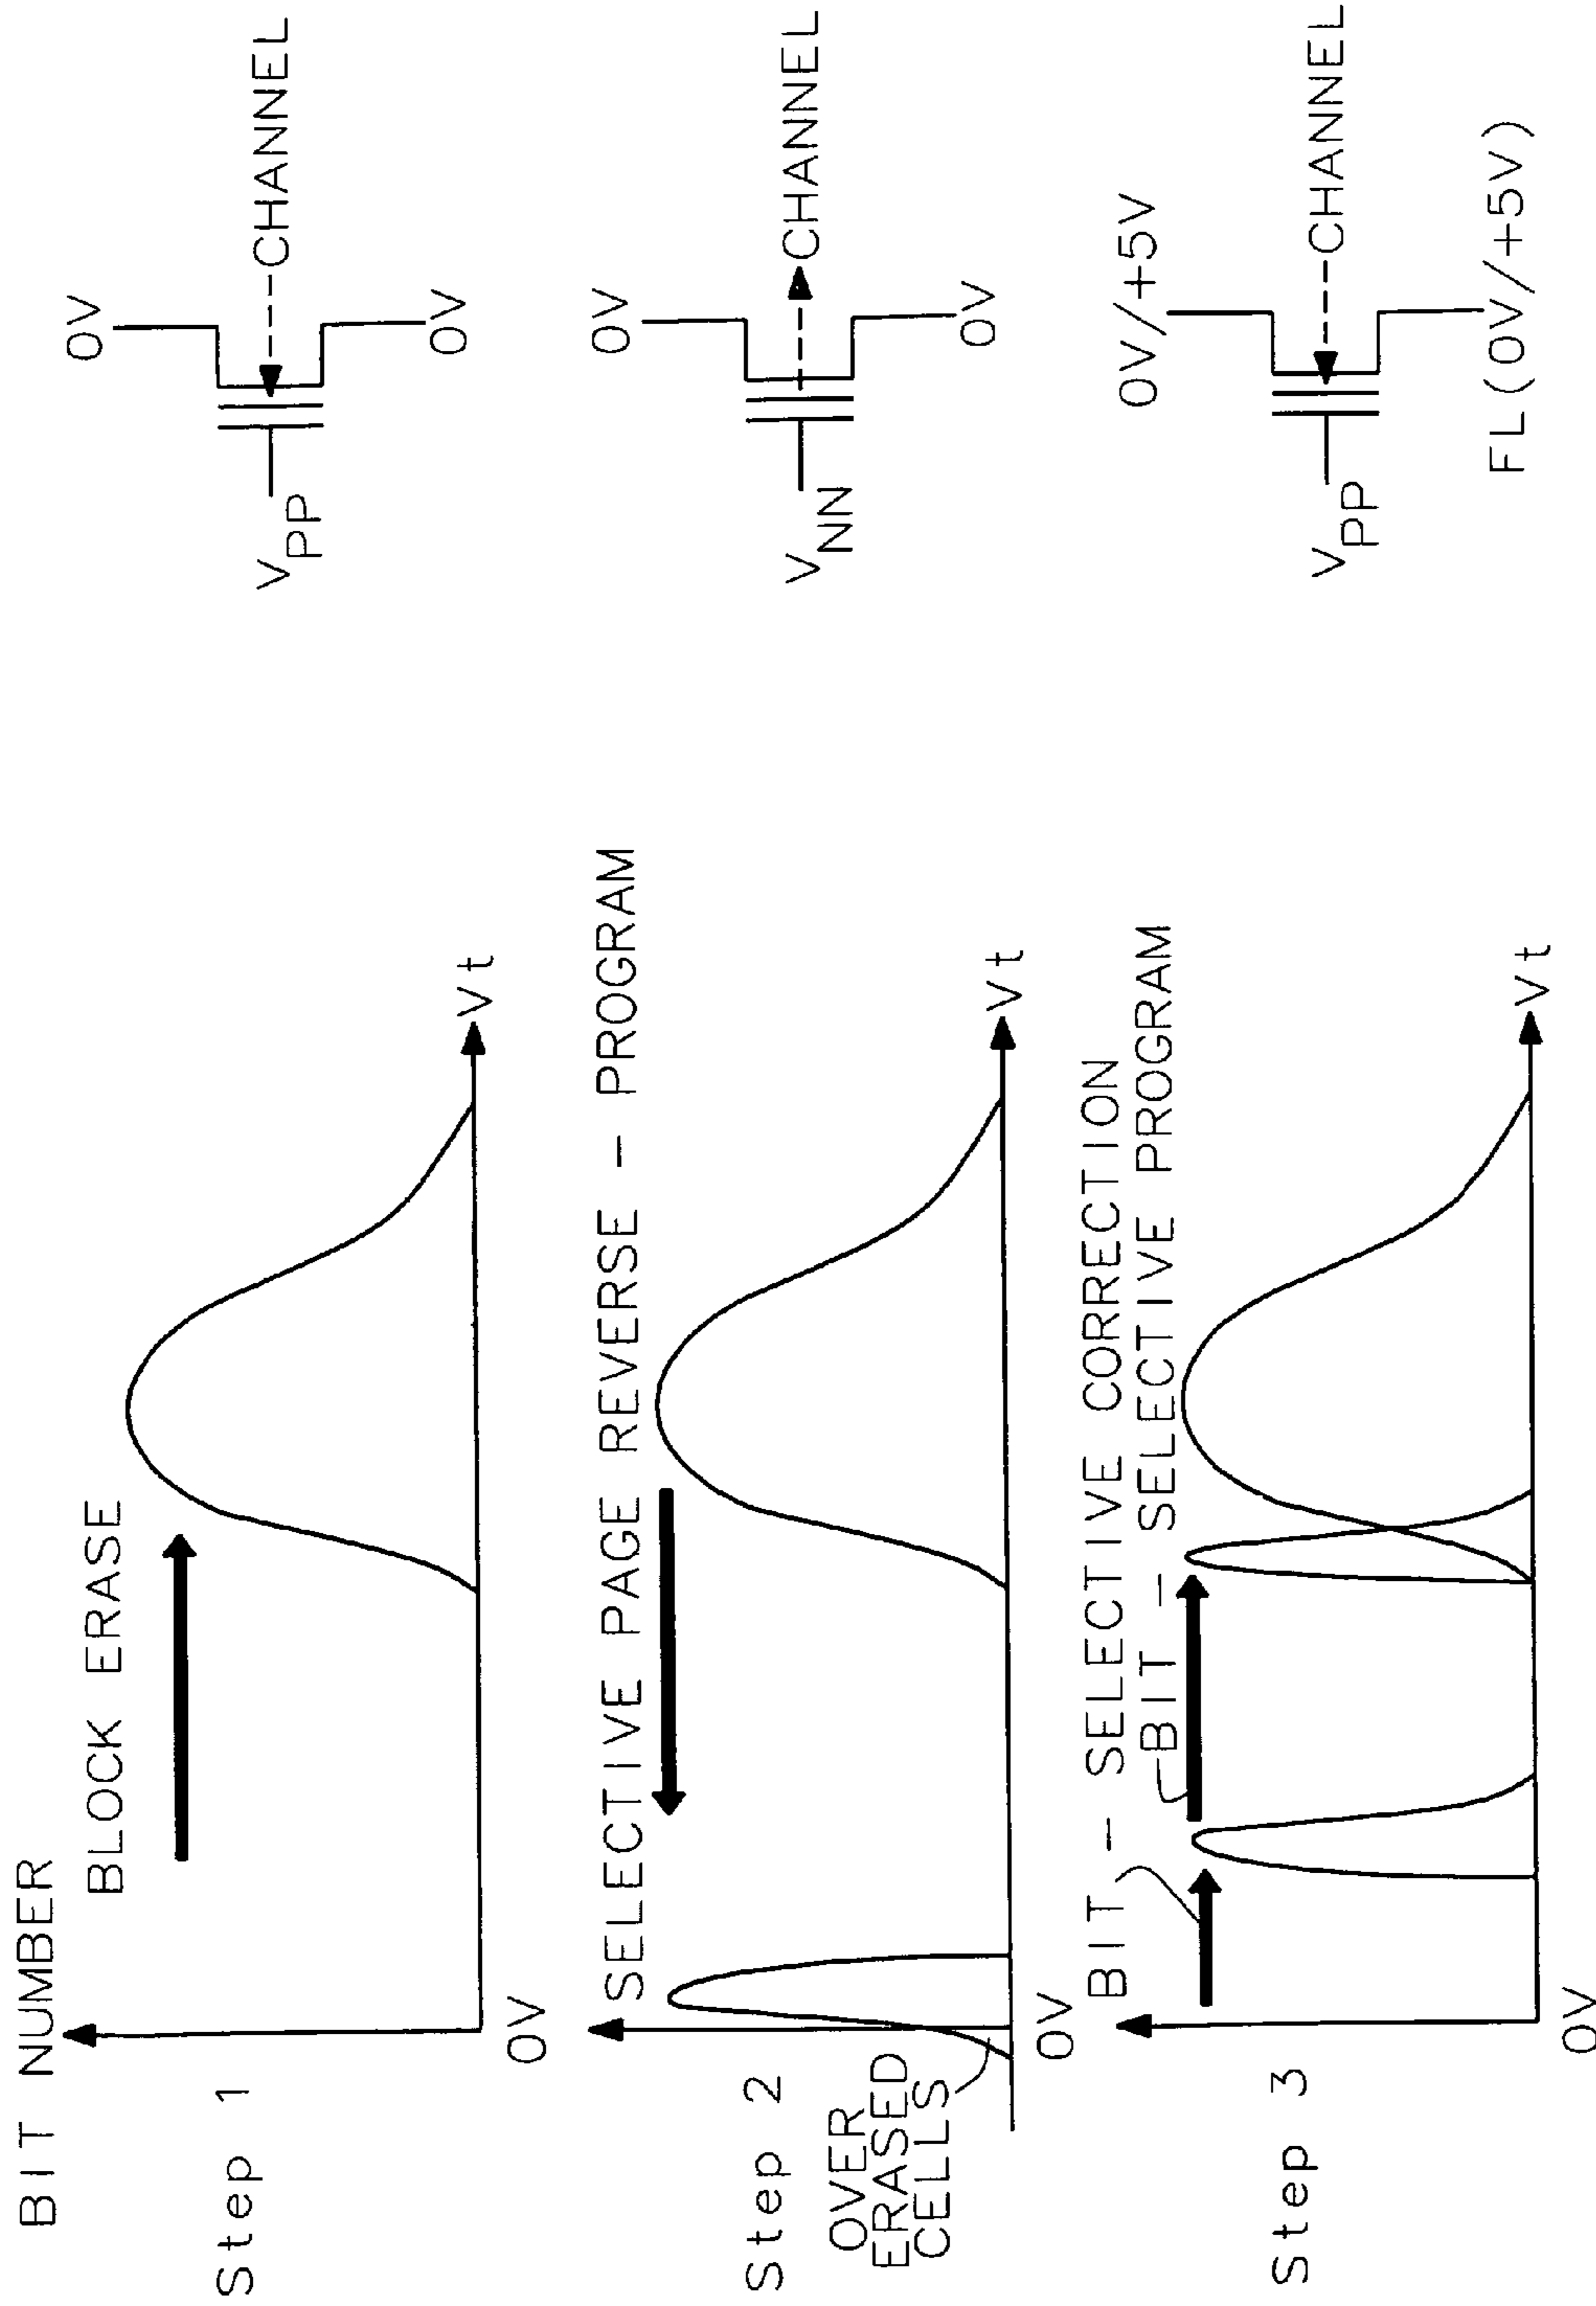 BIT NUMBER
Step 1
BLOCK ERASE
0V
Vt
VPP
0V
CHANNEL
0V
Step 2
SELECTIVE PAGE REVERSE - PROGRAM
OVER
ERASED
CELLS
0V
Vt
VNN
0V
CHANNEL
0V
Step 3
BIT - SELECTIVE CORRECTION
BIT - SELECTIVE PROGRAM
0V
Vt
VPP
0V/+5V
CHANNEL
FL(0V/+5V)